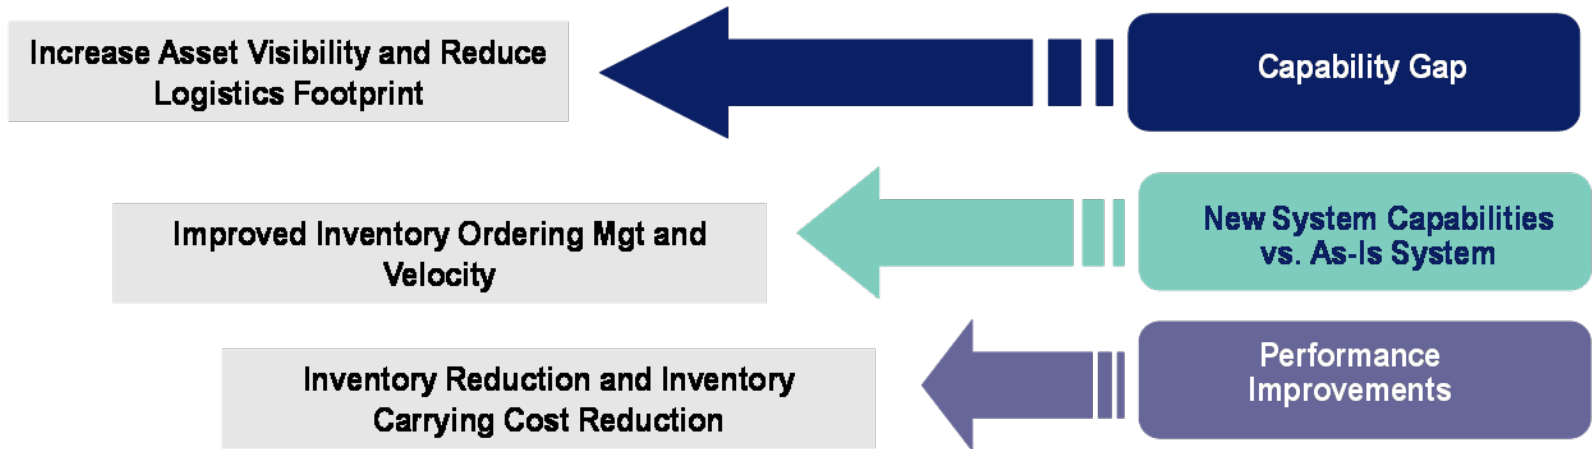 Increase Asset Visibility and Reduce
Logistics Footprint
Capability Gap
Improved Inventory Ordering Mgt and
Velocity
New System Capabilities
vs. As-Is System
Inventory Reduction and Inventory
Carrying Cost Reduction
Performance
Improvements